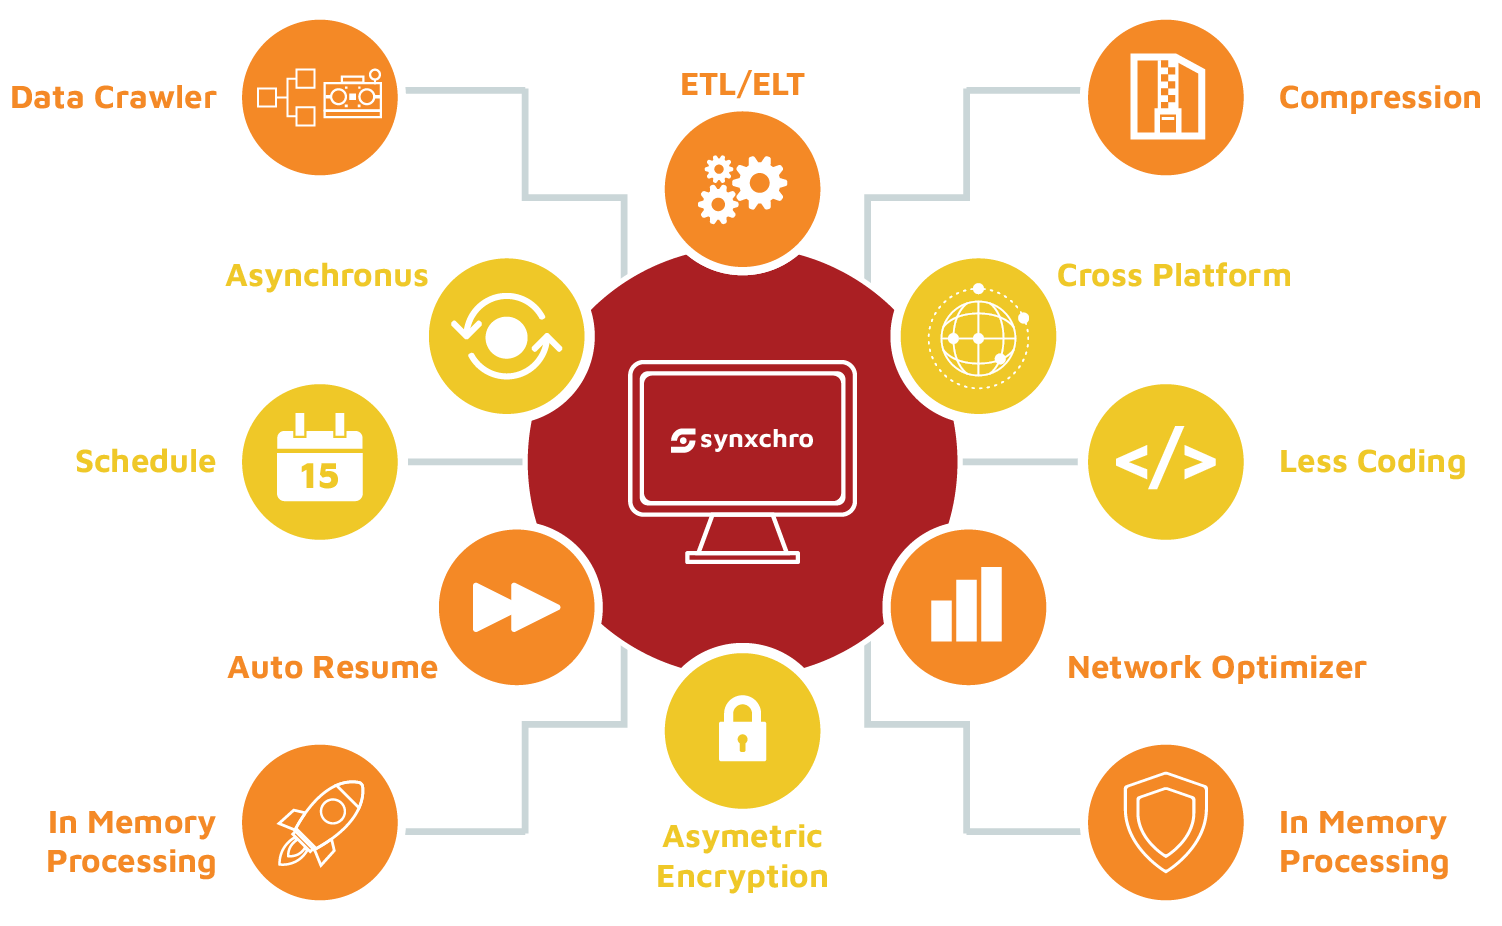 ETL/ELT
Data Crawler
Compression
Asynchronus
Cross Platform
synxchro
Schedule
15
</>
Less Coding
Auto Resume
Network Optimizer
In Memory
Processing
Asymetric
Encryption
In Memory
Processing